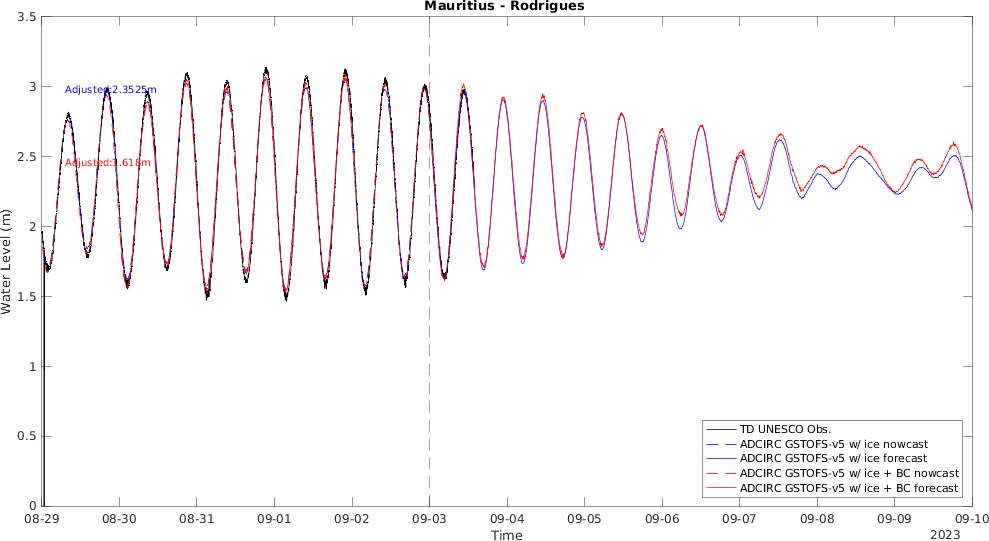 Mauritius - Rodrigues
3.5
3
2.5
2
1.5
1
0.5
0
Water Level (m)
Adjusted:2.3525m
Adjusted:1.618m
TD UNESCO Obs.
ADCIRC GSTOFS-v5 w/ ice nowcast
ADCIRC GSTOFS-v5 w/ ice forecast
ADCIRC GSTOFS-v5 w/ ice + BC nowcast
ADCIRC GSTOFS-v5 w/ ice + BC forecast
08-29 08-30 08-31 09-01 09-02 09-03 09-04 09-05 09-06 09-07 09-08 09-09 09-10
Time
2023